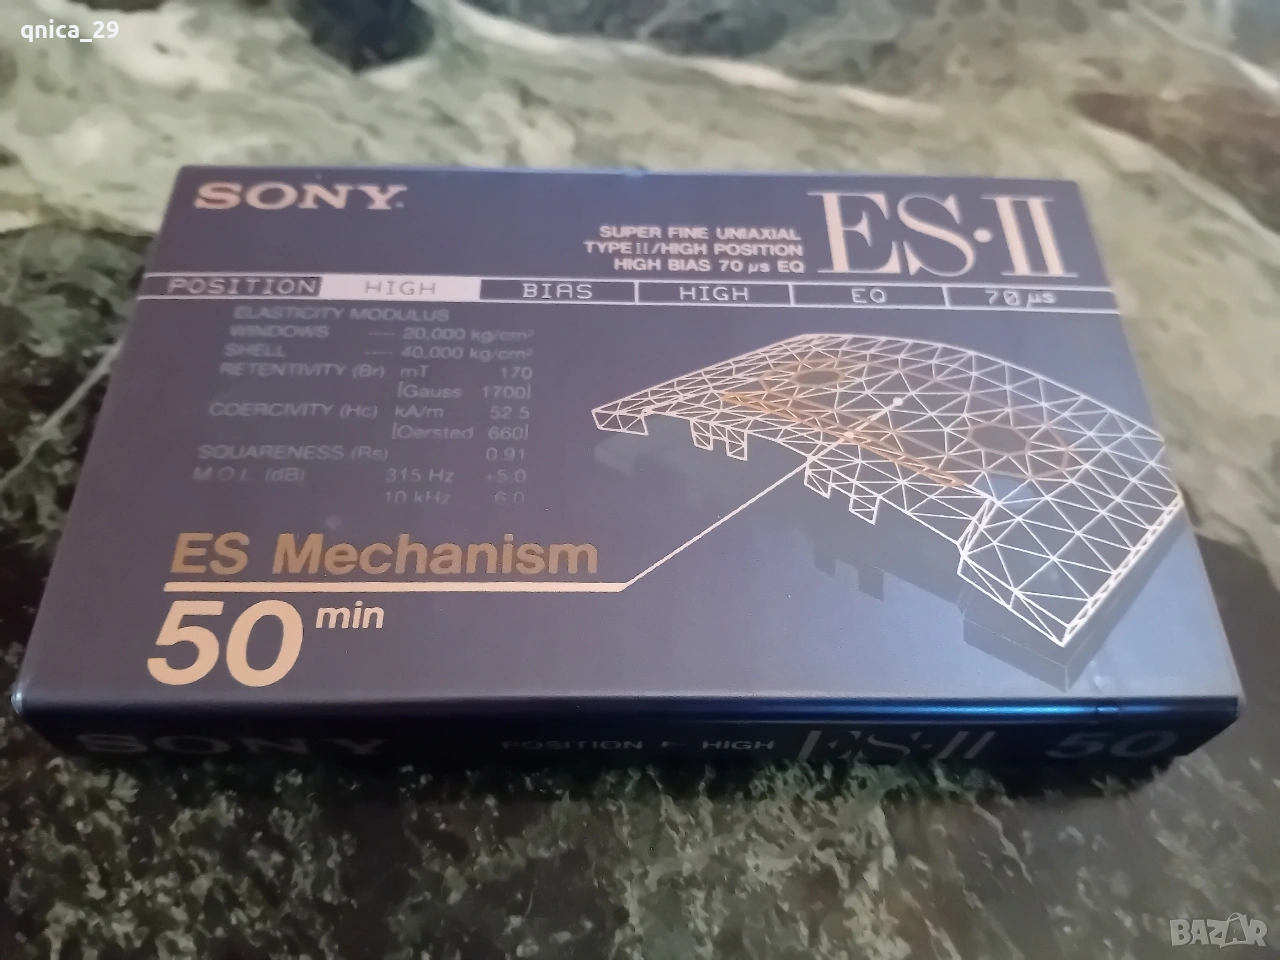 qnica_29
SONY
ES·II
SUPER FINE UNIAXIAL
TYPE II/HIGH POSITION
HIGH BIAS 70 µs EQ
POSITION HIGH BIAS HIGH EQ 70 µs
ELASTICITY MODULUS
WINDOWS — 20,000 kg/cm²
SHELL — 40,000 kg/cm²
RETENTIVITY (Br) mT 170
[Gauss 1700]
COERCIVITY (Hc) kA/m 52.5
[Oersted 660]
SQUARENESS (Rs) 0.91
M.O.L. (dB) 315 Hz +5.0
10 kHz 6.0
ES Mechanism
50 min
SONY POSITION HIGH ES·II 50
BAZAR